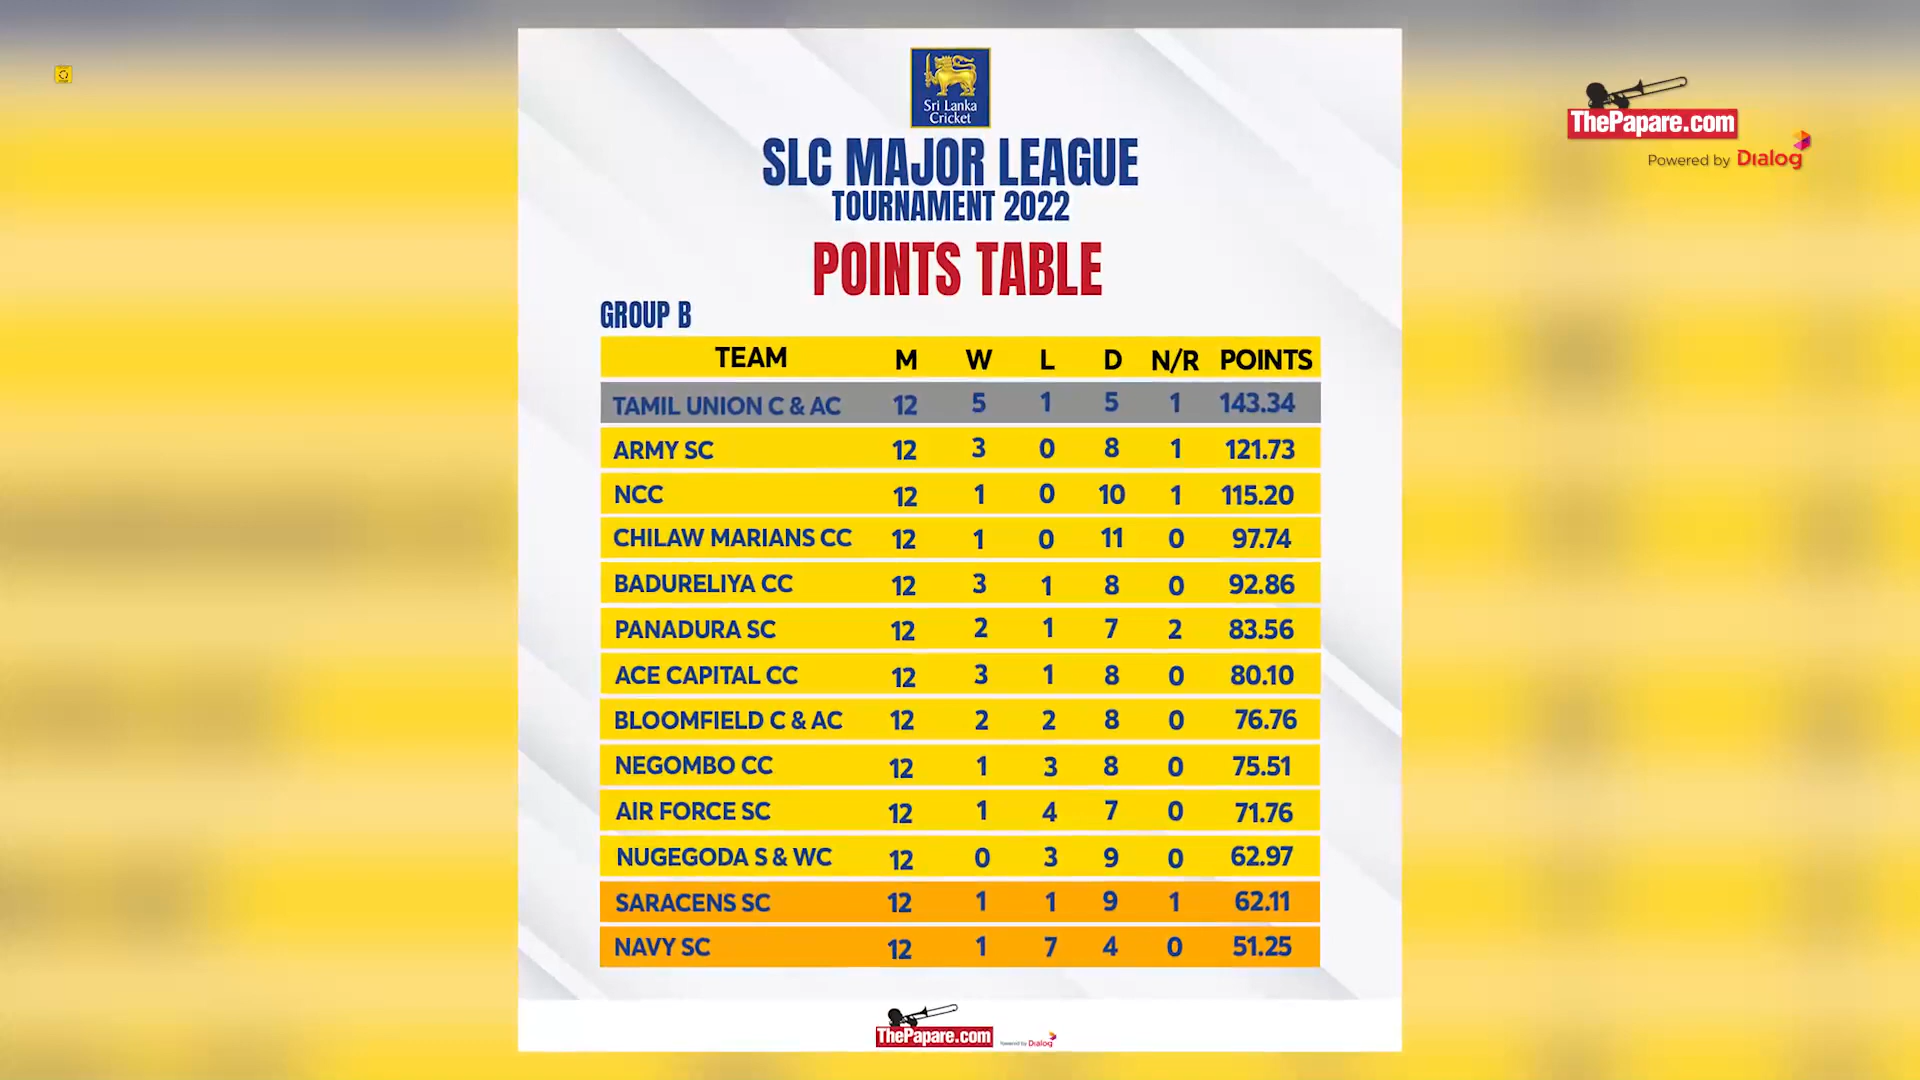 Sri Lanka
Cricket
SLC MAJOR LEAGUE
TOURNAMENT 2022
POINTS TABLE
ThePapare.com
Powered by Dialog
GROUP B
TEAM M W L D N/R POINTS
TAMIL UNION C & AC 12 5 1 5 1 143.34
ARMY SC 12 3 0 8 1 121.73
NCC 12 1 0 10 1 115.20
CHILAW MARIANS CC 12 1 0 11 0 97.74
BADURELIYA CC 12 3 1 8 0 92.86
PANADURA SC 12 2 1 7 2 83.56
ACE CAPITAL CC 12 3 1 8 0 80.10
BLOOMFIELD C & AC 12 2 2 8 0 76.76
NEGOMBO CC 12 1 3 8 0 75.51
AIR FORCE SC 12 1 4 7 0 71.76
NUGEGODA S & WC 12 0 3 9 0 62.97
SARACENS SC 12 1 1 9 1 62.11
NAVY SC 12 1 7 4 0 51.25
ThePapare.com
Powered by Dialog